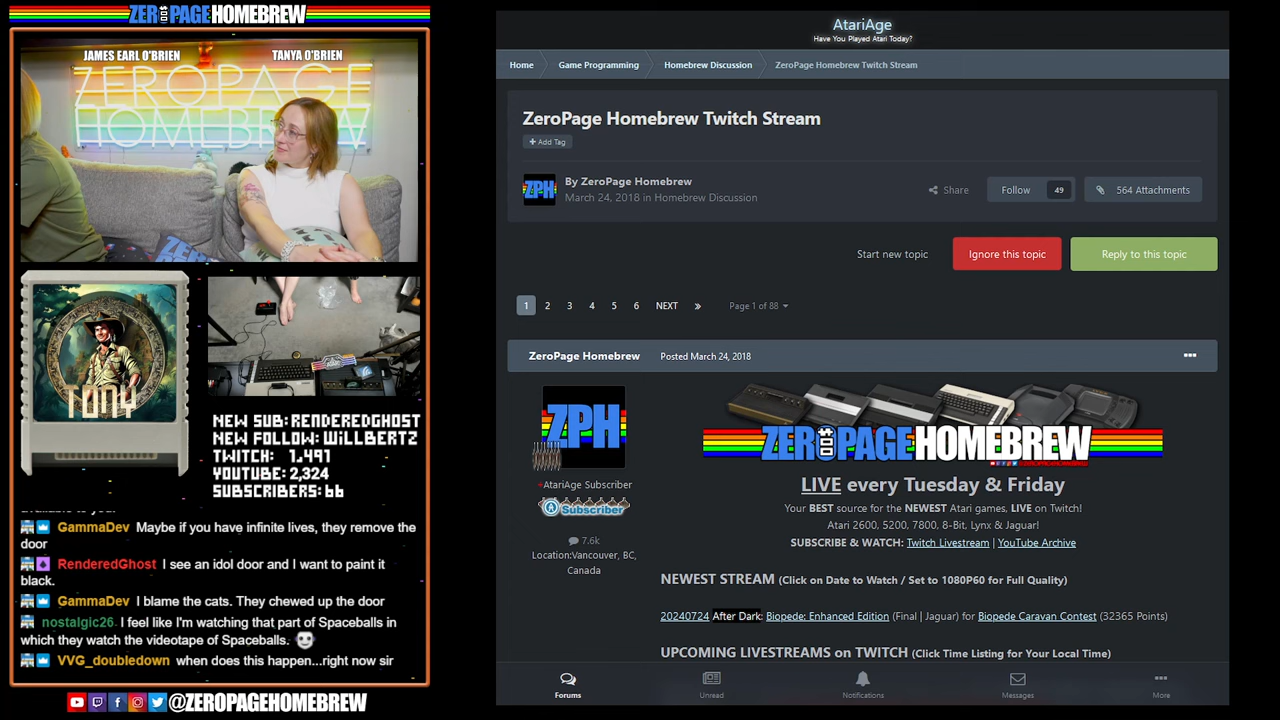 ZEROPAGEHOMEBREW
JAMES EARL O'BRIEN
TANYA O'BRIEN
ZEROPAGE
HOMEBREW
TONY
NEW SUB: RENDEREDGHOST
NEW FOLLOW: WILLBERTZ
TWITCH: 1,491
YOUTUBE: 2,324
SUBSCRIBERS: 66
GammaDev Maybe if you have infinite lives, they remove the
door
RenderedGhost I see an idol door and I want to paint it
black.
GammaDev I blame the cats. They chewed up the door
nostalgic26. I feel like I'm watching that part of Spaceballs in
which they watch the videotape of Spaceballs.
VVG_doubledown when does this happen...right now sir
@ZEROPAGEHOMEBREW
AtariAge
Have You Played Atari Today?
Home
Game Programming
Homebrew Discussion
ZeroPage Homebrew Twitch Stream
ZeroPage Homebrew Twitch Stream
+ Add Tag
ZPH
By ZeroPage Homebrew
March 24, 2018 in Homebrew Discussion
Share
Follow 49
564 Attachments
Start new topic
Ignore this topic
Reply to this topic
1 2 3 4 5 6 NEXT » Page 1 of 88
ZeroPage Homebrew Posted March 24, 2018
ZPH
+AtariAge Subscriber
Subscriber
7.6k
Location:Vancouver, BC,
Canada
ZEROPAGEHOMEBREW
LIVE every Tuesday & Friday
Your BEST source for the NEWEST Atari games, LIVE on Twitch!
Atari 2600, 5200, 7800, 8-Bit, Lynx & Jaguar!
SUBSCRIBE & WATCH: Twitch Livestream | YouTube Archive
NEWEST STREAM (Click on Date to Watch / Set to 1080P60 for Full Quality)
20240724 After Dark: Biopede: Enhanced Edition (Final | Jaguar) for Biopede Caravan Contest (32365 Points)
UPCOMING LIVESTREAMS on TWITCH (Click Time Listing for Your Local Time)
Forums
Unread
Notifications
Messages
More